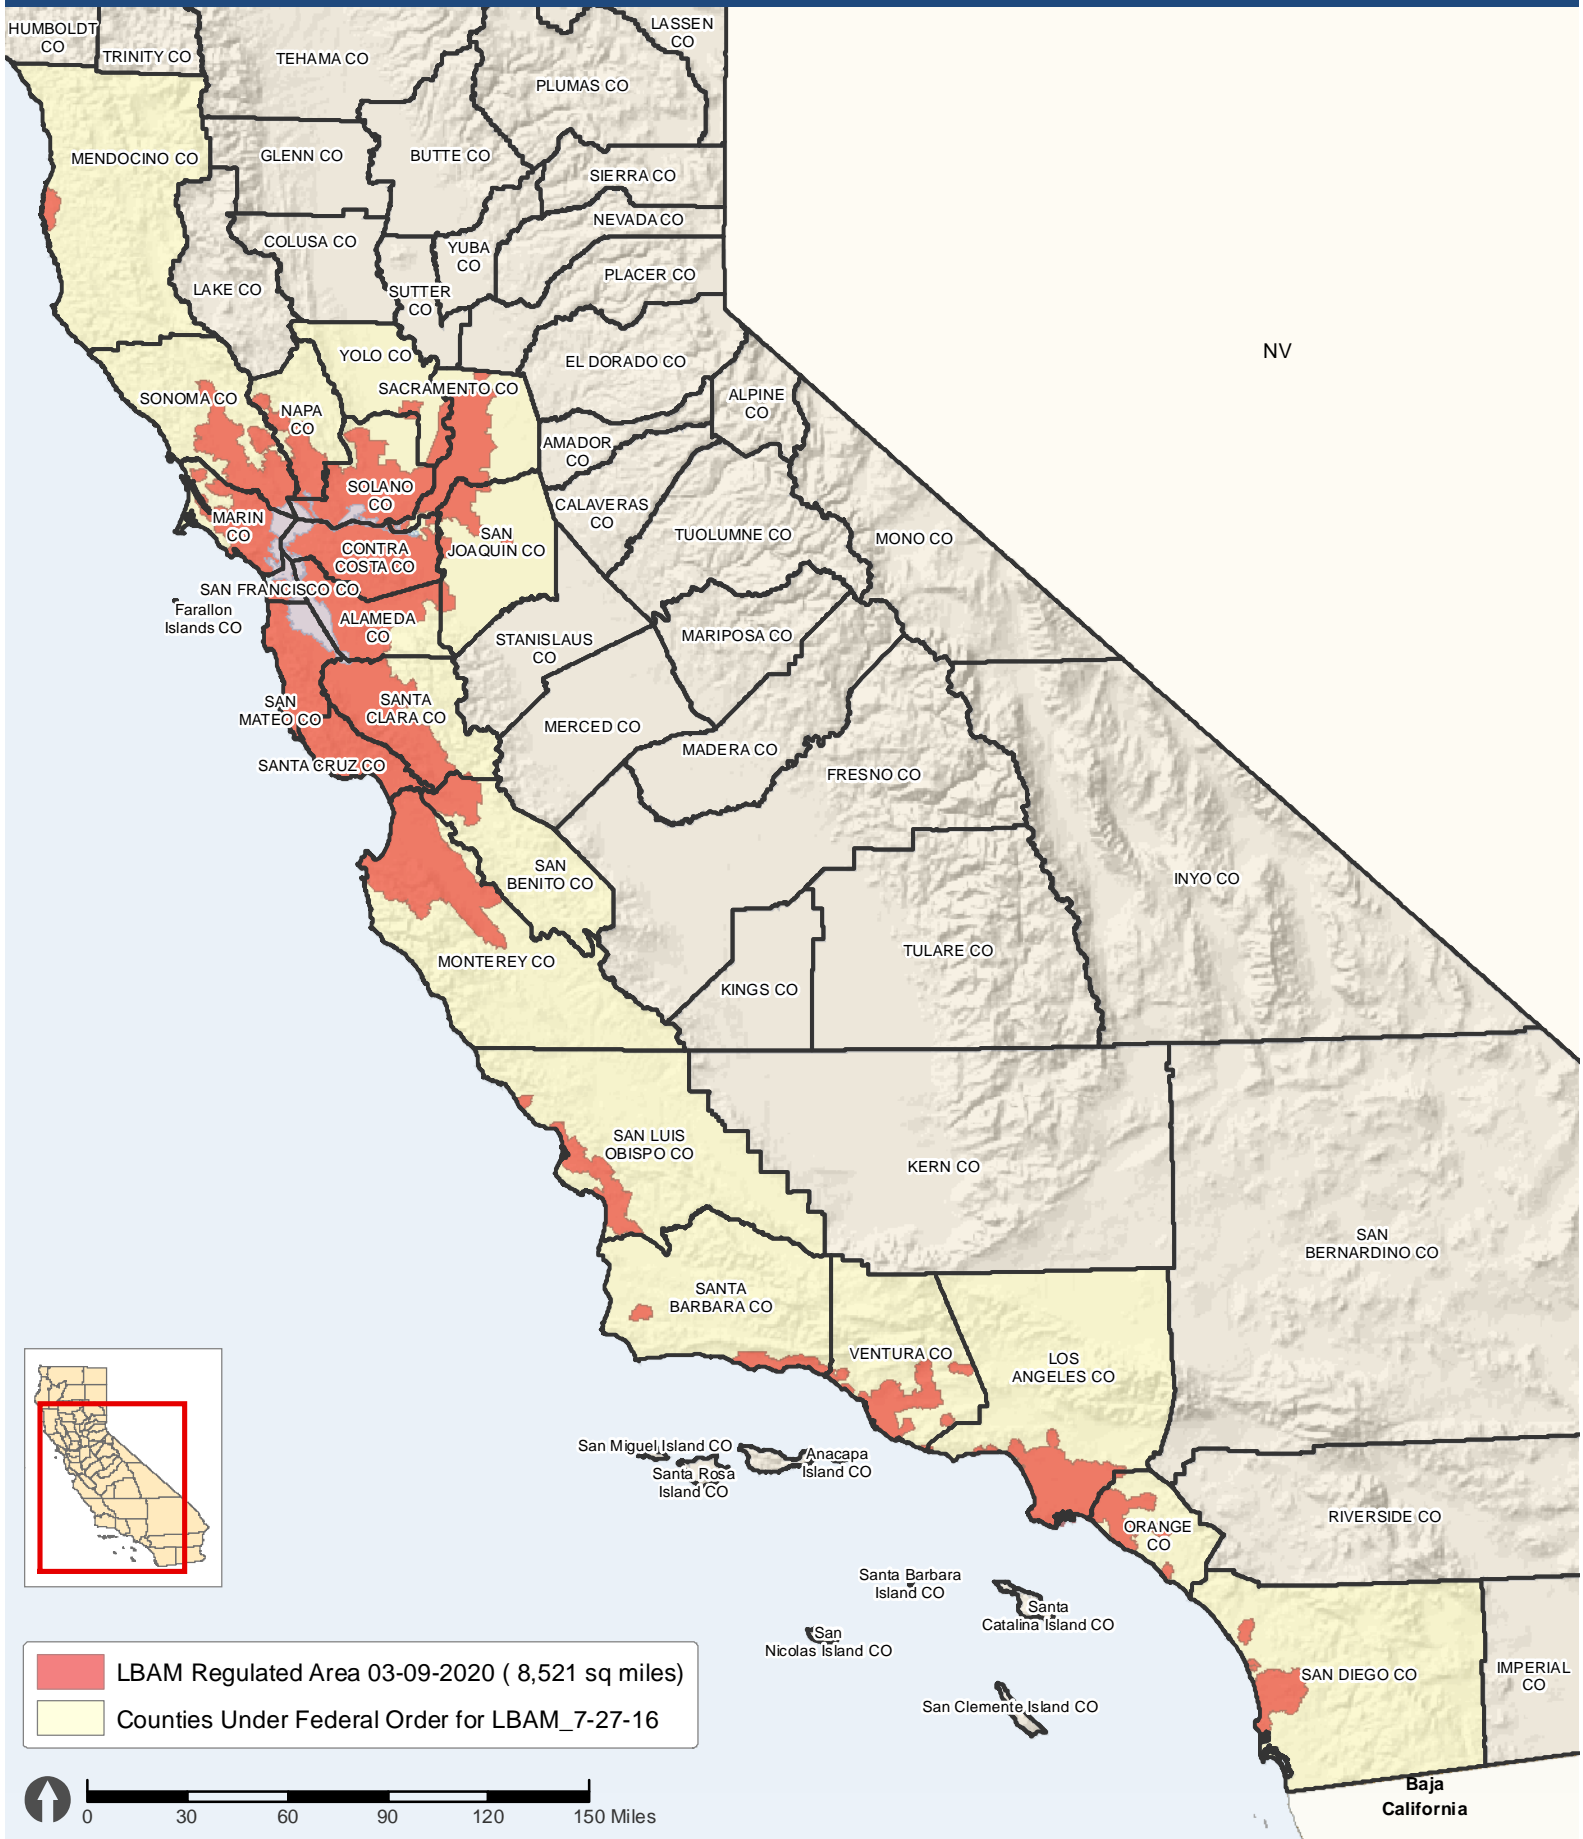 HUMBOLDT
CO
TRINITY CO
TEHAMA CO
LASSEN
CO
PLUMAS CO
MENDOCINO CO
GLENN CO
BUTTE CO
SIERRA CO
NEVADA CO
COLUSA CO
YUBA
CO
PLACER CO
LAKE CO
SUTTER
CO
NV
YOLO CO
EL DORADO CO
SACRAMENTO CO
SONOMA CO
NAPA
CO
ALPINE
CO
AMADOR
CO
SOLANO
CO
CALAVERAS
CO
MARIN
CO
SAN
JOAQUIN CO
TUOLUMNE CO
MONO CO
CONTRA
COSTA CO
SAN FRANCISCO CO
Farallon
Islands CO
ALAMEDA
CO
STANISLAUS
CO
MARIPOSA CO
SAN
MATEO CO
SANTA
CLARA CO
MERCED CO
MADERA CO
SANTA CRUZ CO
FRESNO CO
SAN
BENITO CO
INYO CO
MONTEREY CO
TULARE CO
KINGS CO
SAN LUIS
OBISPO CO
KERN CO
SAN
BERNARDINO CO
SANTA
BARBARA CO
VENTURA CO
LOS
ANGELES CO
San Miguel Island CO
Santa Rosa
Island CO
Anacapa
Island CO
ORANGE
CO
RIVERSIDE CO
Santa Barbara
Island CO
Santa
Catalina Island CO
San
Nicolas Island CO
San Clemente Island CO
SAN DIEGO CO
IMPERIAL
CO
LBAM Regulated Area 03-09-2020 ( 8,521 sq miles)
Counties Under Federal Order for LBAM_7-27-16
0 30 60 90 120 150 Miles
Baja
California